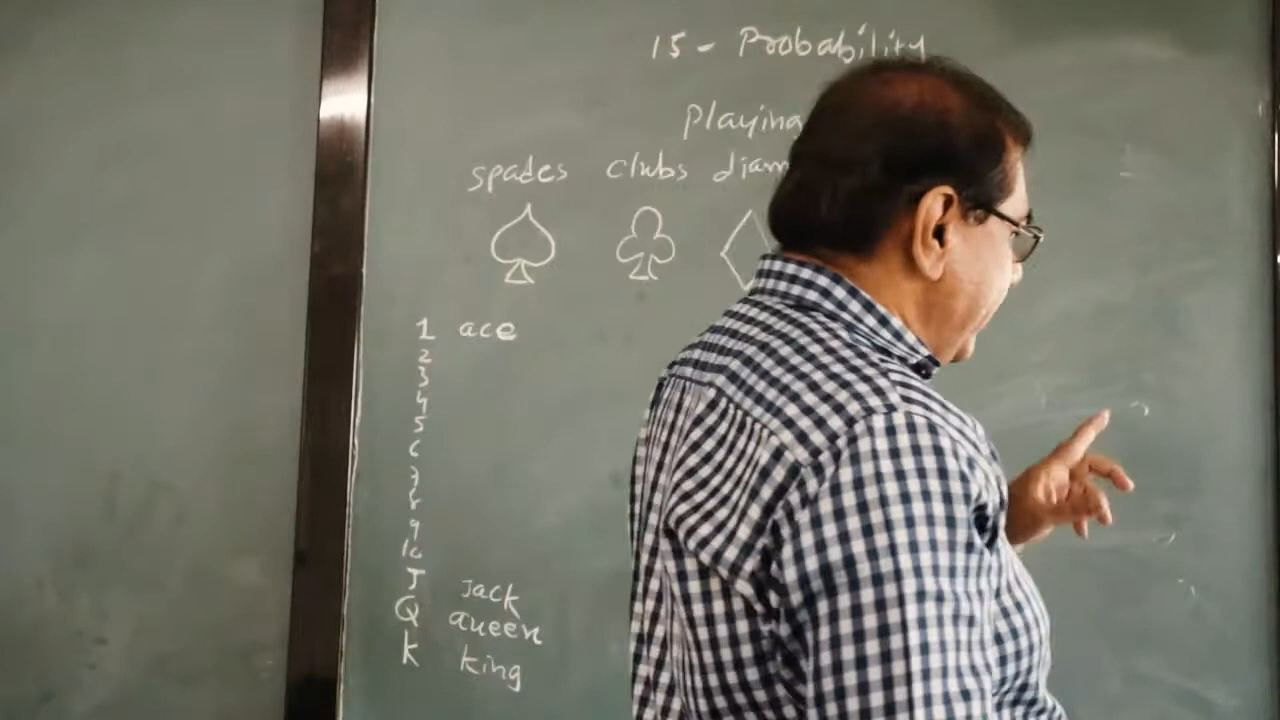 15 - Probability
Playing
spades clubs diam
1 ace
2
3
4
5
6
7
8
9
10
J Jack
Q queen
K king